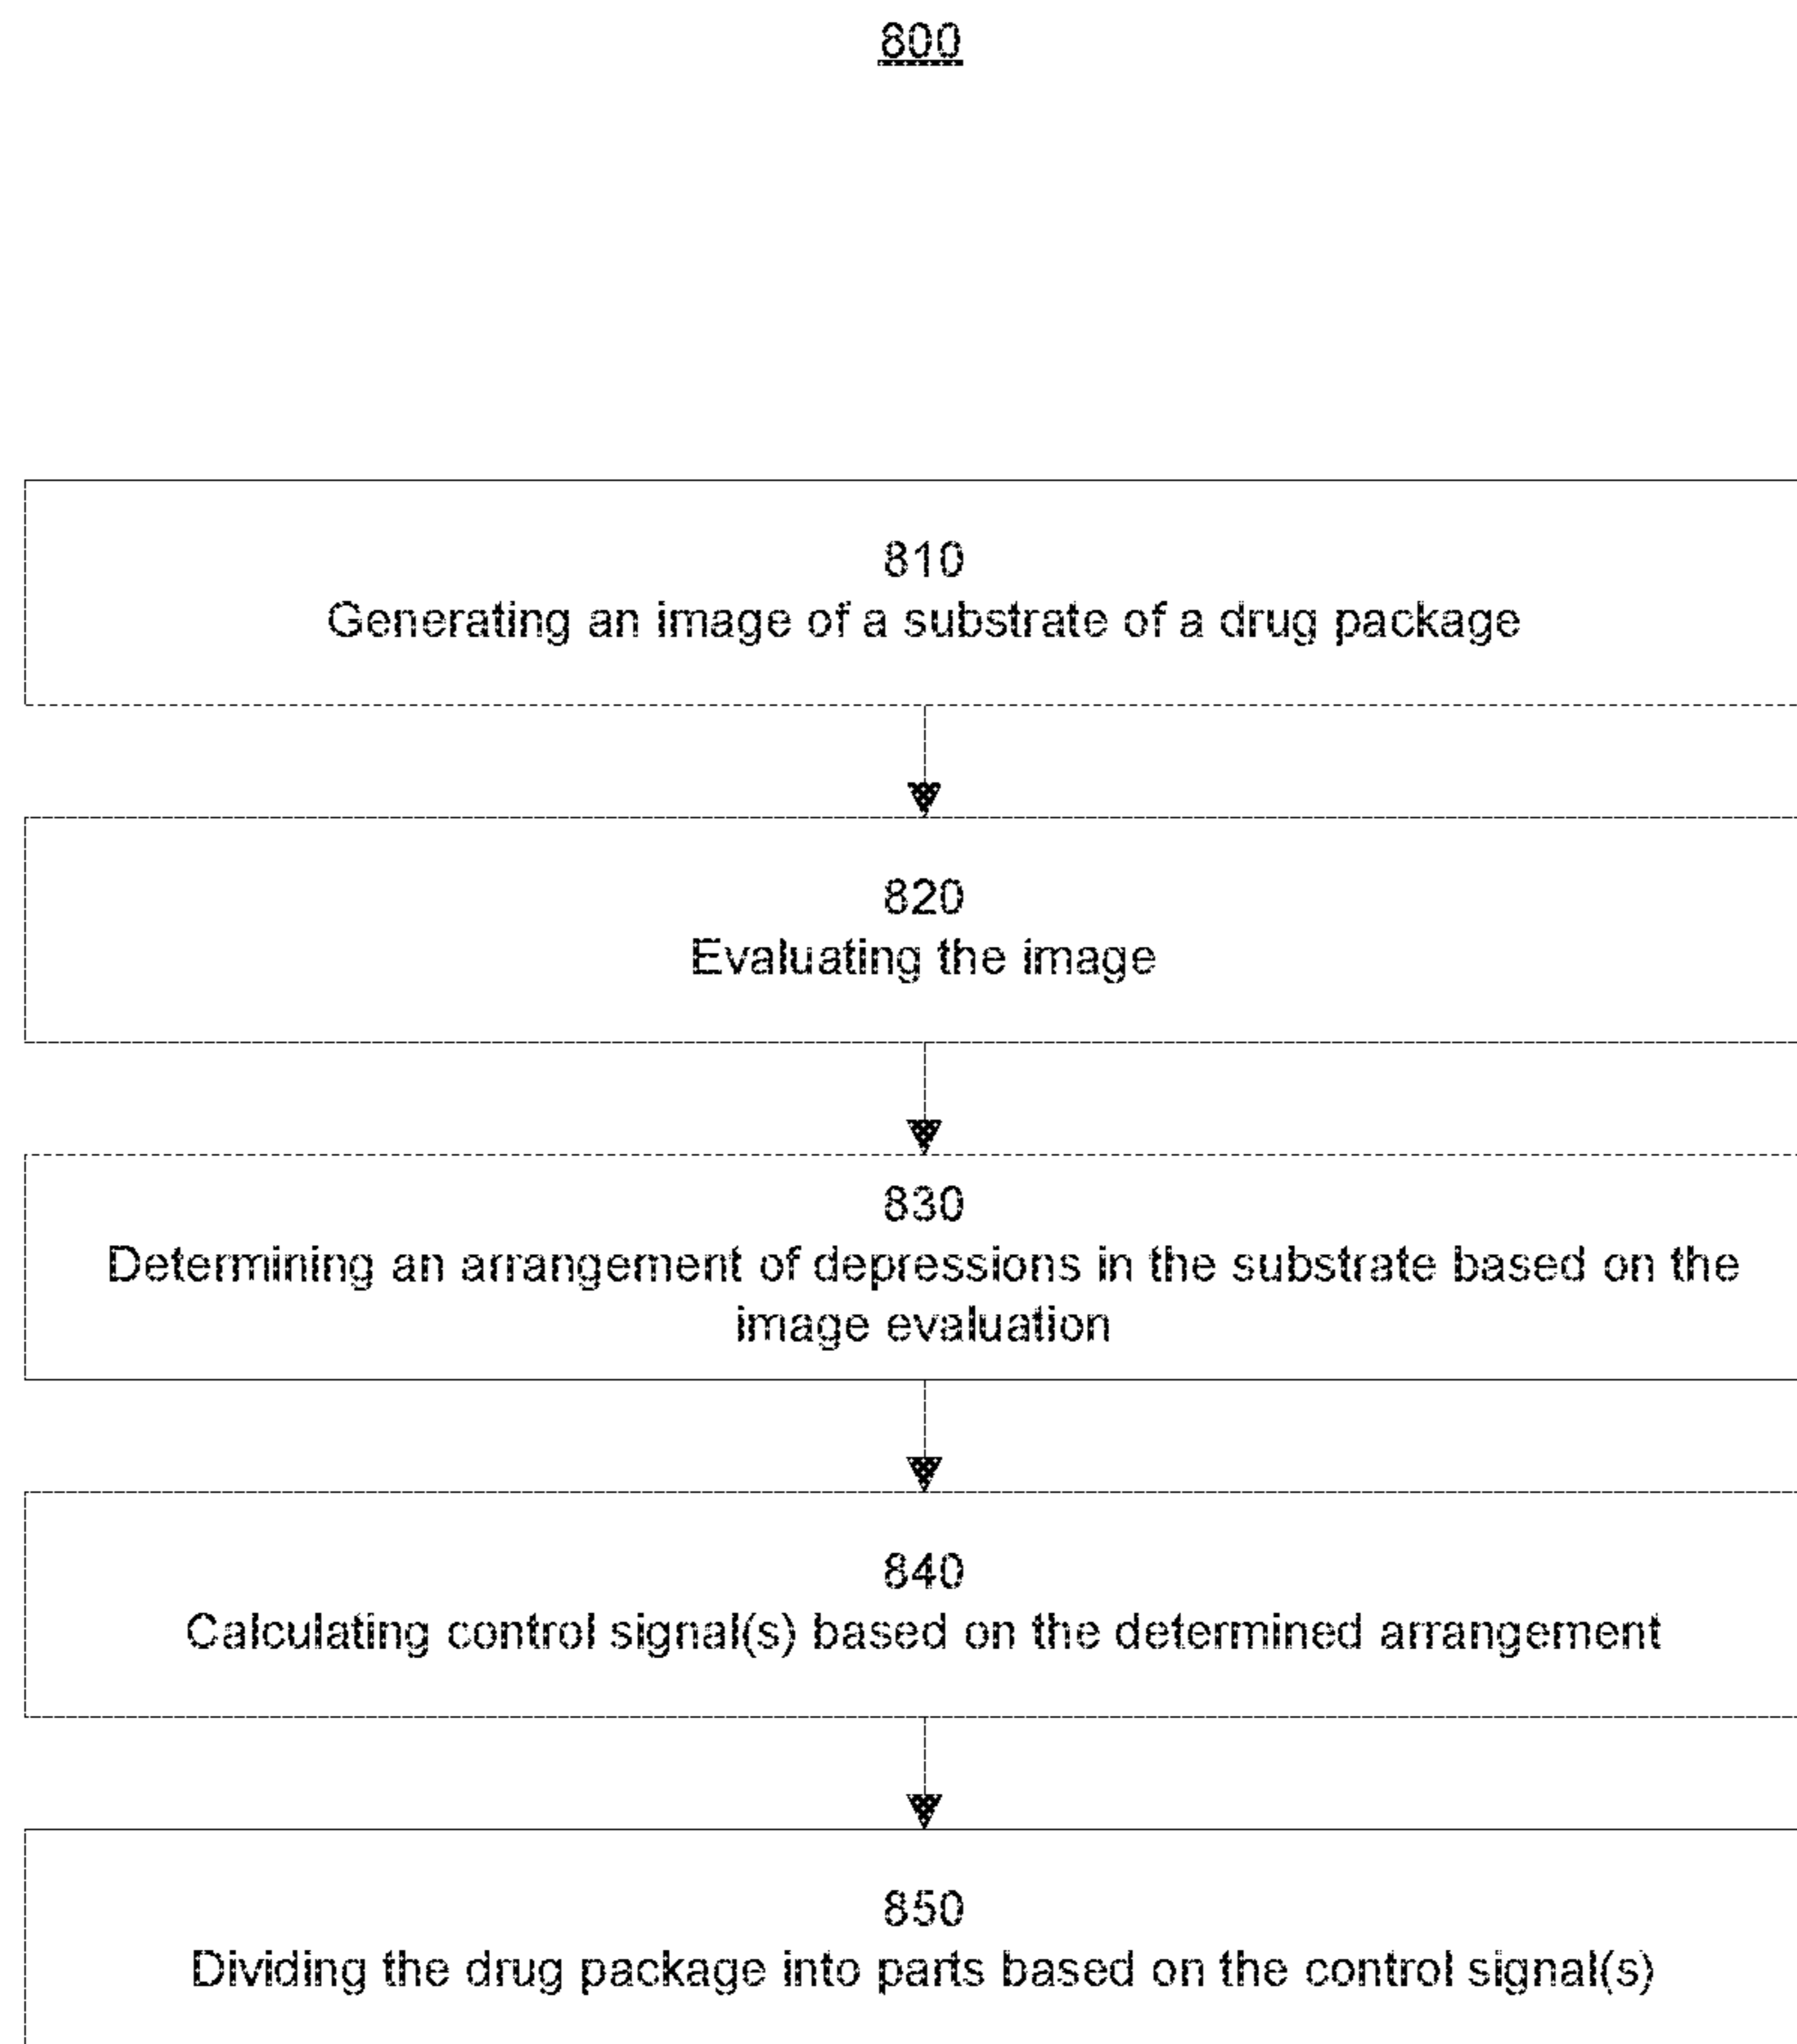 800
810
Generating an image of a substrate of a drug package
820
Evaluating the image
830
Determining an arrangement of depressions in the substrate based on the
image evaluation
840
Calculating control signal(s) based on the determined arrangement
850
Dividing the drug package into parts based on the control signal(s)